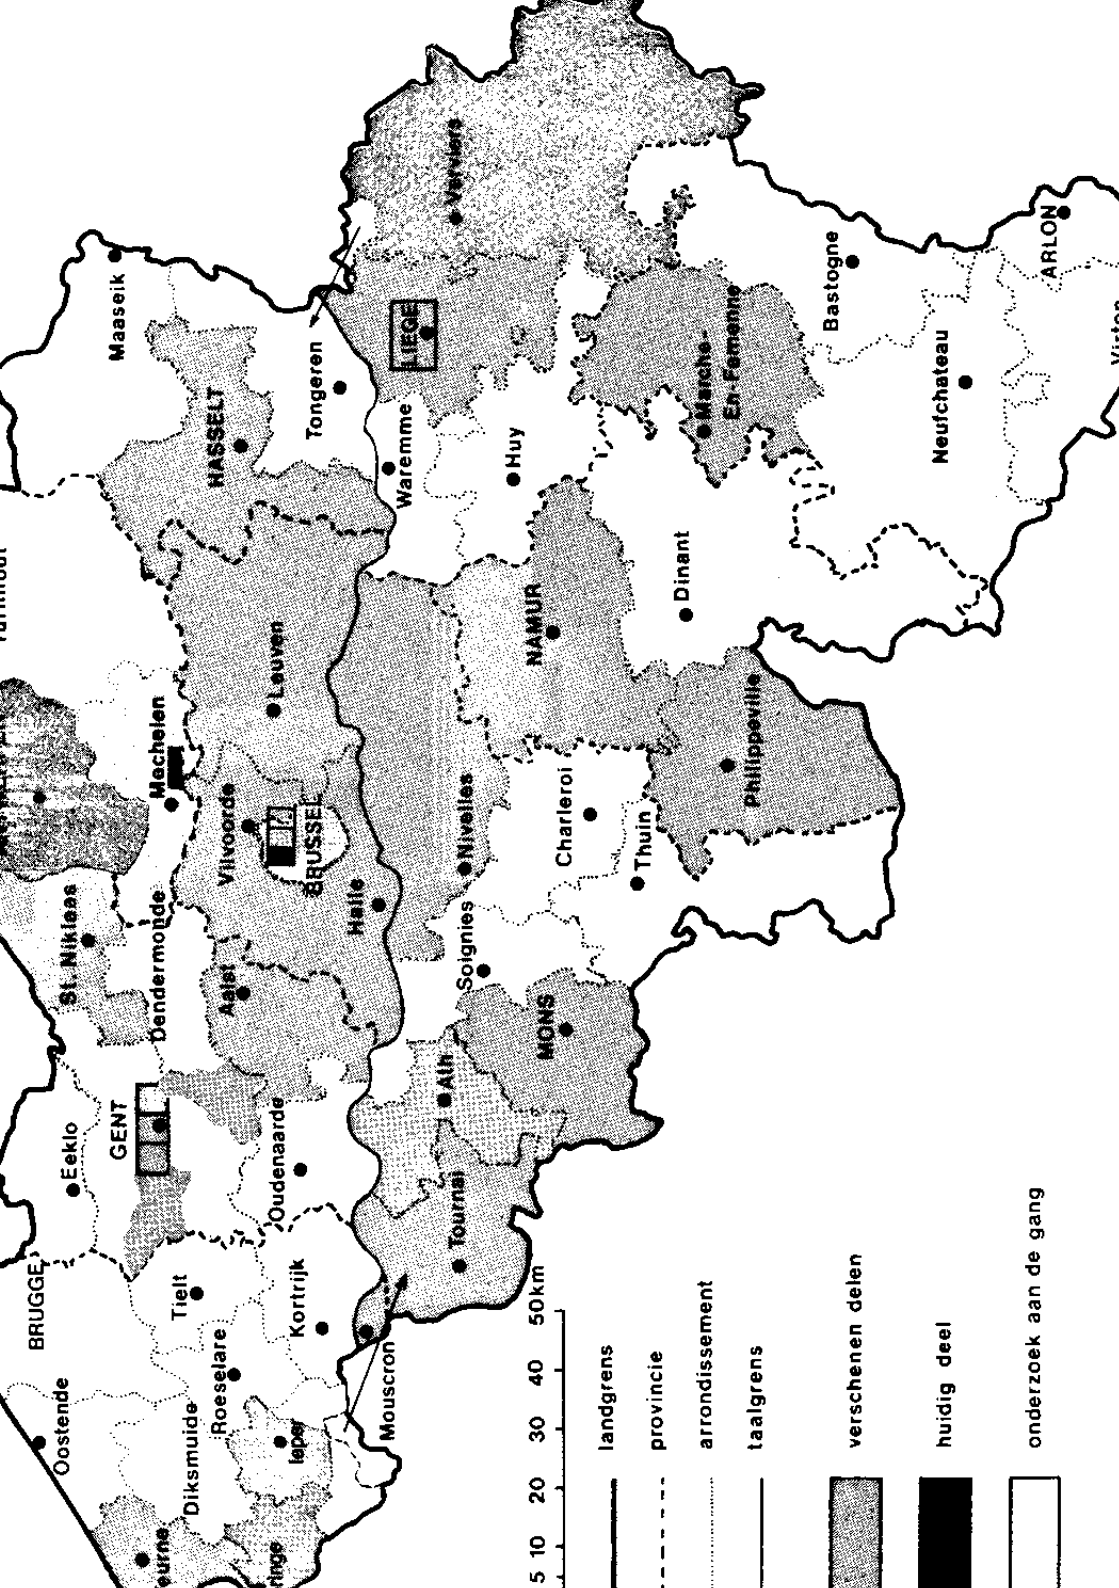 Maaseik
HASSELT
Tongeren
LIEGE
Verviers
Waremme
Huy
Marche-
En-Femenne
Bastogne
Neufchateau
ARLON
Leuven
NAMUR
Dinant
Mechelen
Vilvoorde
BRUSSEL
Halle
Nivelles
Charleroi
Thuin
Philippeville
St. Niklaas
Dendermonde
Aalst
Soignies
MONS
Ath
GENT
Eeklo
Oudenaarde
Tournai
BRUGGE
Tielt
Kortrijk
Roeselare
Mouscron
Oostende
Diksmuide
Ieper
5 10 20 30 40 50km
landgrens
provincie
arrondissement
taalgrens
verschenen delen
huidig deel
onderzoek aan de gang